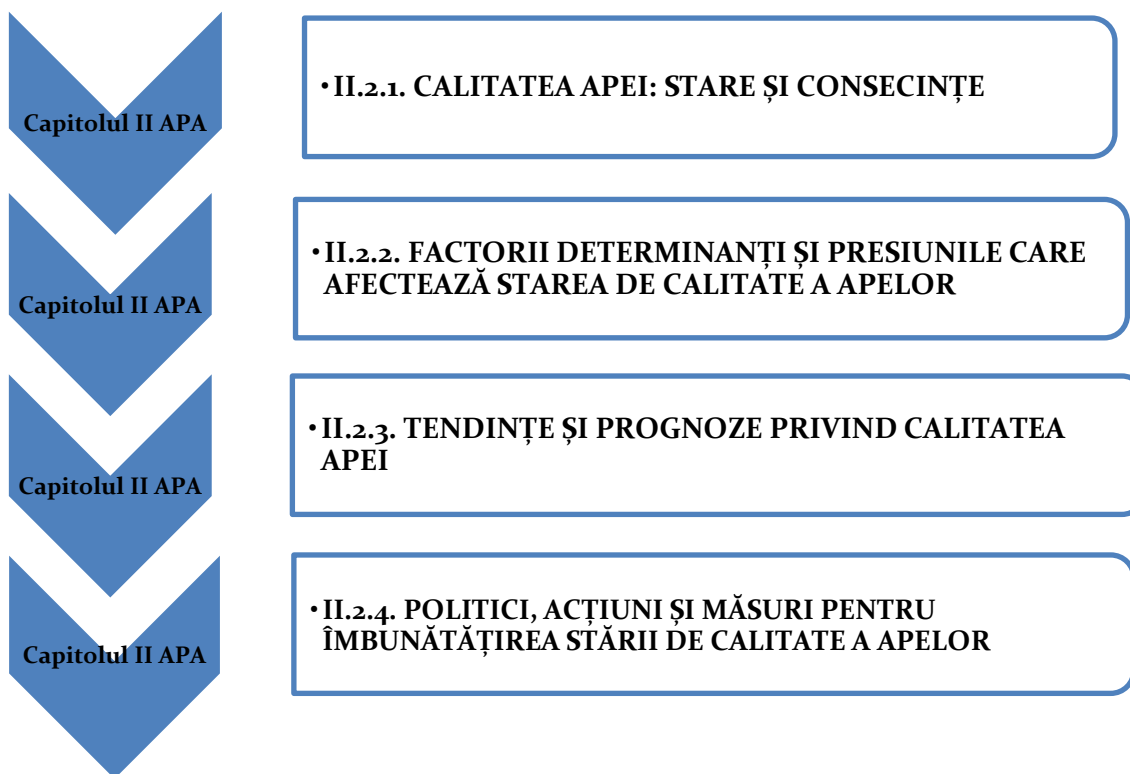 Capitolul II APA
•II.2.1. CALITATEA APEI: STARE ȘI CONSECINȚE
Capitolul II APA
•II.2.2. FACTORII DETERMINANȚI ȘI PRESIUNILE CARE
AFECTEAZĂ STAREA DE CALITATE A APELOR
Capitolul II APA
•II.2.3. TENDINȚE ȘI PROGNOZE PRIVIND CALITATEA
APEI
Capitolul II APA
•II.2.4. POLITICI, ACȚIUNI ȘI MĂSURI PENTRU
ÎMBUNĂTĂȚIREA STĂRII DE CALITATE A APELOR